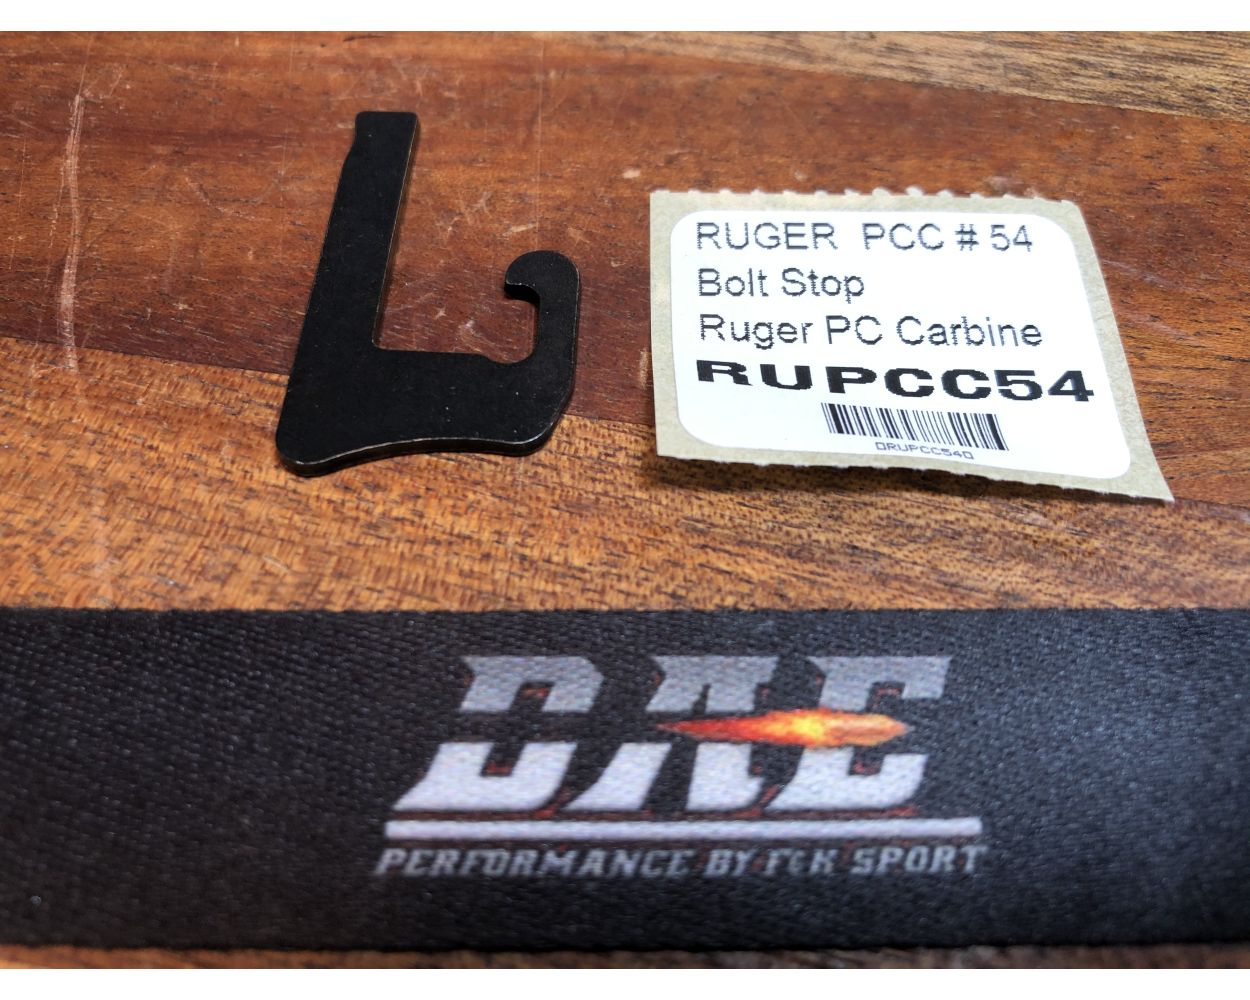 RUGER PCC # 54
Bolt Stop
Ruger PC Carbine
RUPCC54
0RUPCC540
DAE
PERFORMANCE BY F&K SPORT